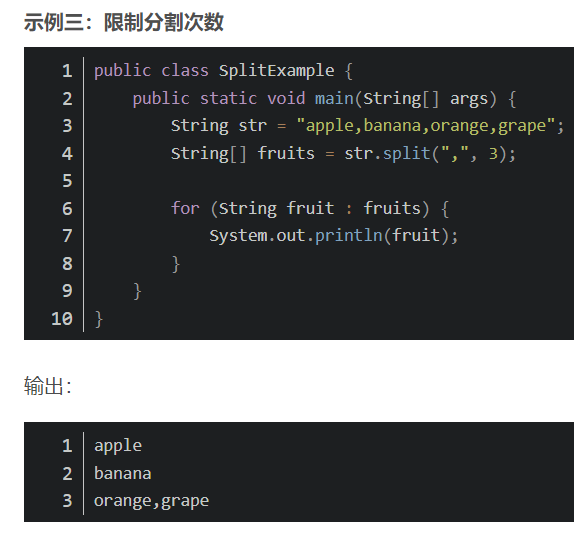 示例三：限制分割次数
1 public class SplitExample {
2     public static void main(String[] args) {
3         String str = "apple,banana,orange,grape";
4         String[] fruits = str.split(",", 3);
5
6         for (String fruit : fruits) {
7             System.out.println(fruit);
8         }
9     }
10 }
输出：
1 apple
2 banana
3 orange,grape